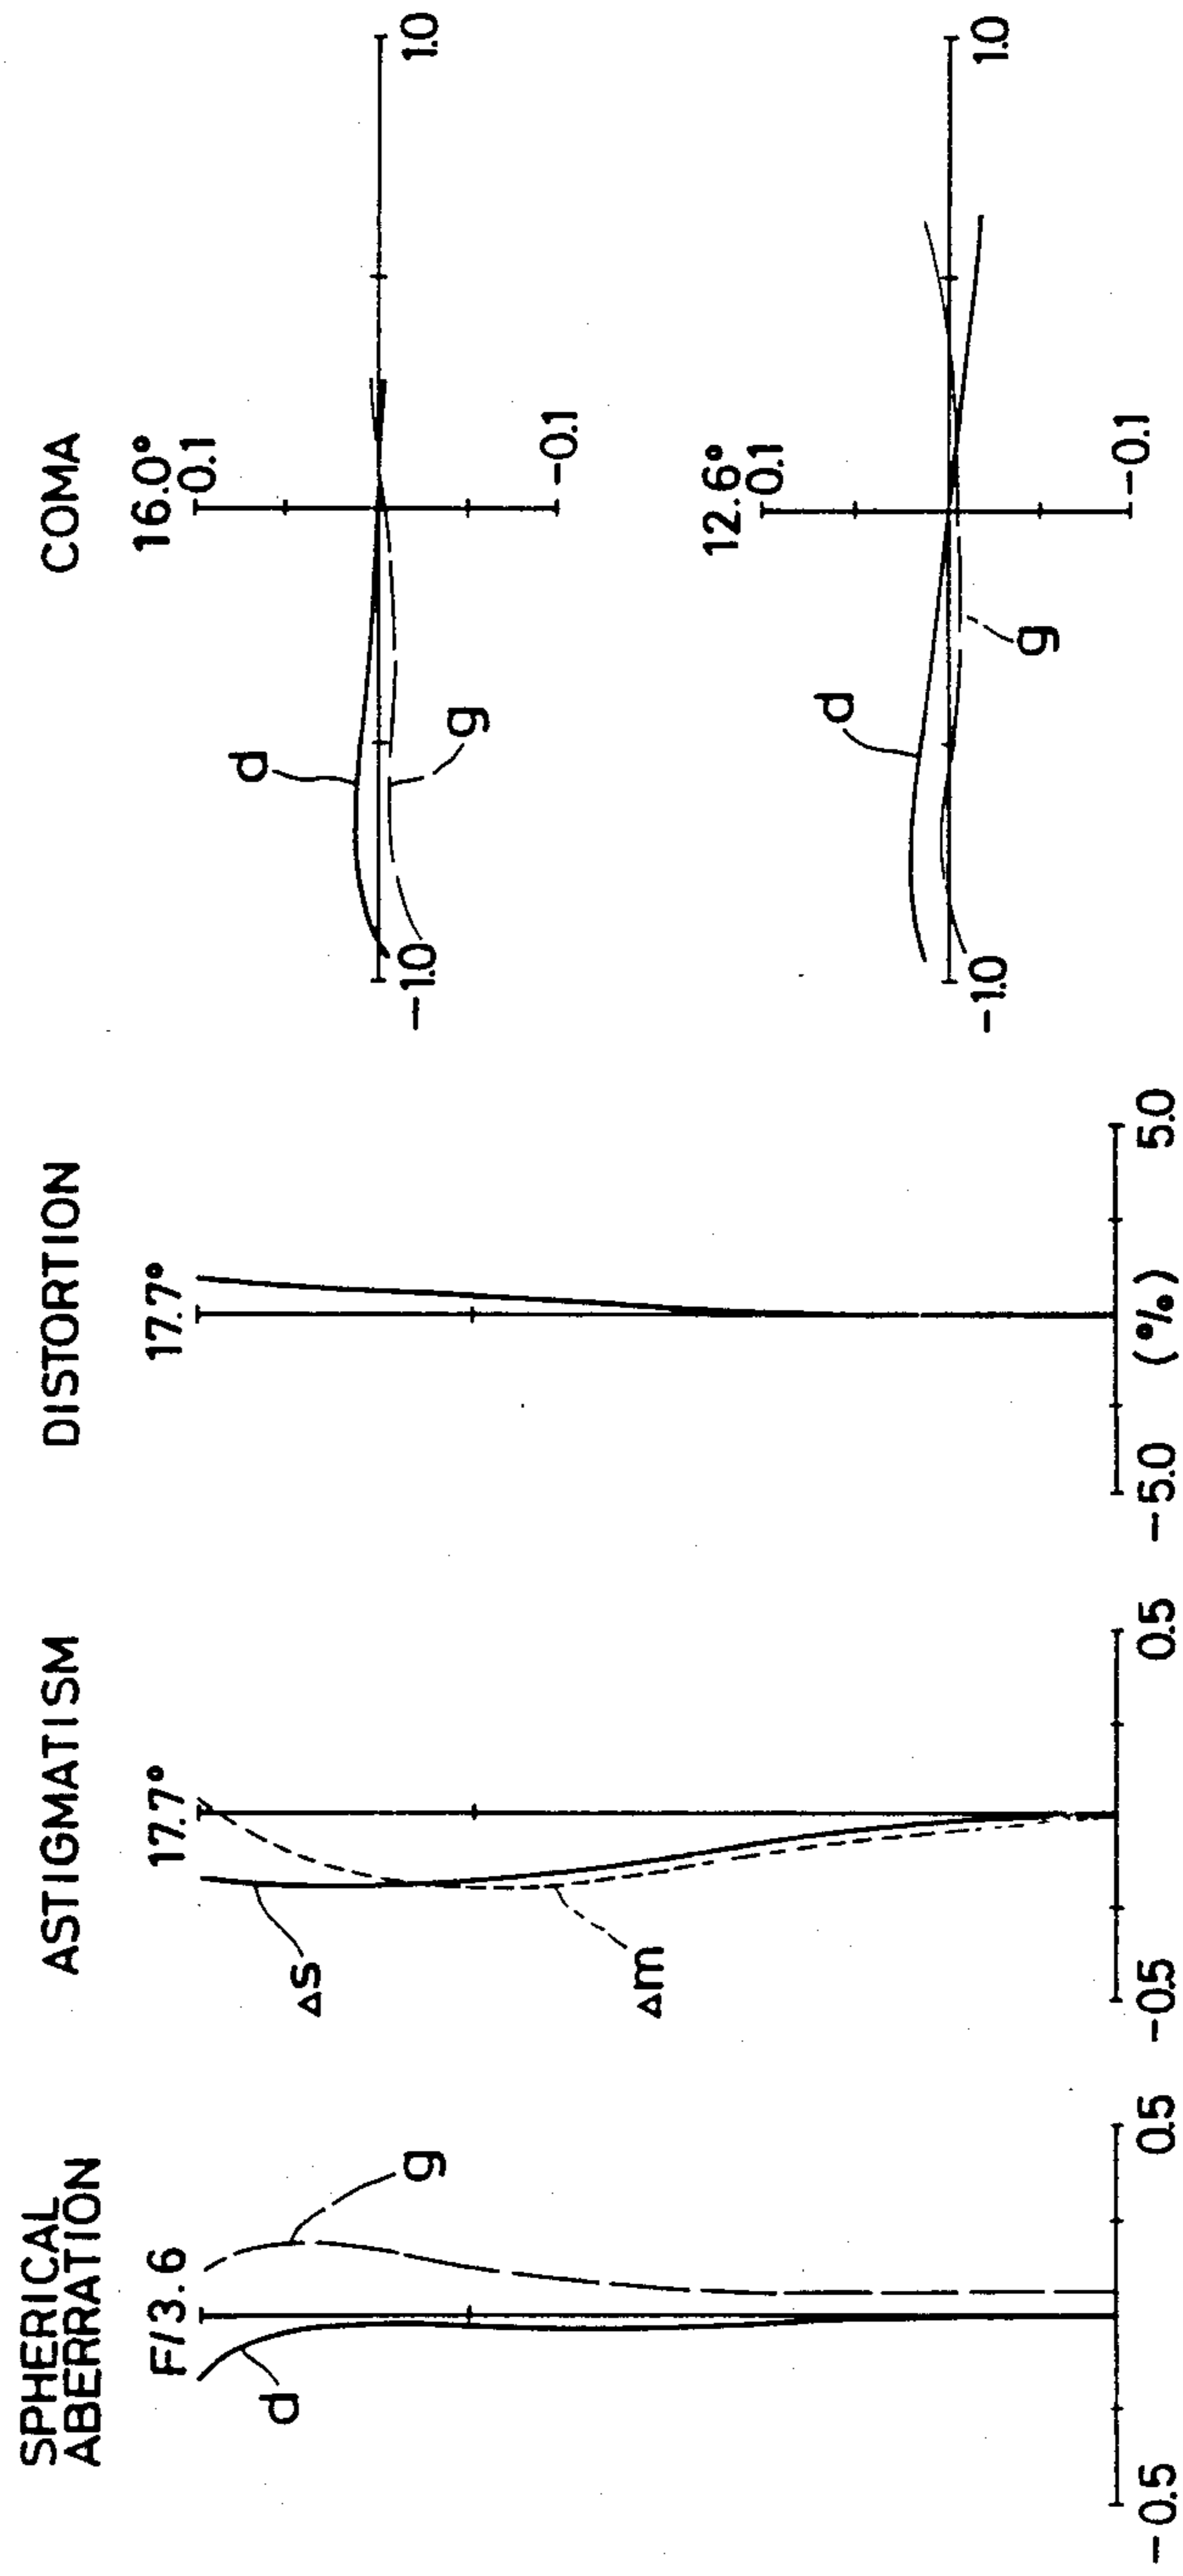 SPHERICAL
ABERRATION
F/3.6
d
g
-0.5
0.5
ASTIGMATISM
17.7°
Δs
Δm
-0.5
0.5
DISTORTION
17.7°
-5.0
(%)
5.0
COMA
16.0°
0.1
d
g
-1.0
1.0
-0.1
12.6°
0.1
d
g
-1.0
1.0
-0.1